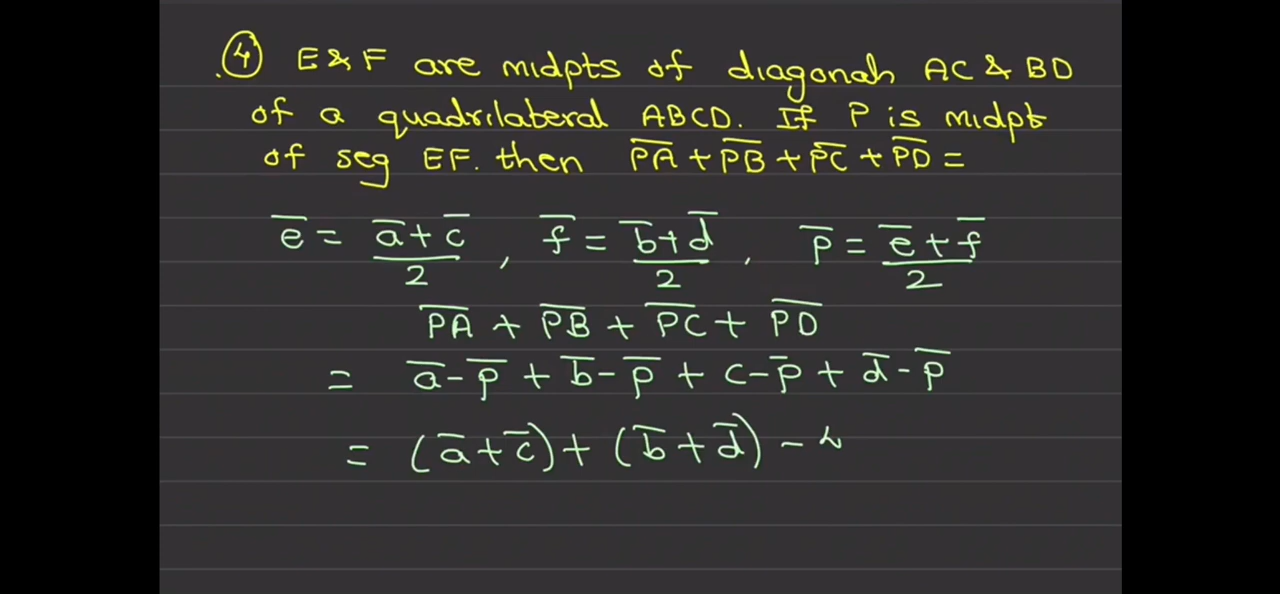 ④ E & F are midpts of diagonals AC & BD
of a quadrilateral ABCD. If P is midpt
of seg EF. then P̅A̅ + P̅B̅ + P̅C̅ + P̅D̅ =
e̅ = (a̅ + c̅)/2 , f̅ = (b̅ + d̅)/2 , p̅ = (e̅ + f̅)/2
P̅A̅ + P̅B̅ + P̅C̅ + P̅D̅
= a̅ - p̅ + b̅ - p̅ + c - p̅ + d̅ - p̅
= (a̅ + c̅) + (b̅ + d̅) -